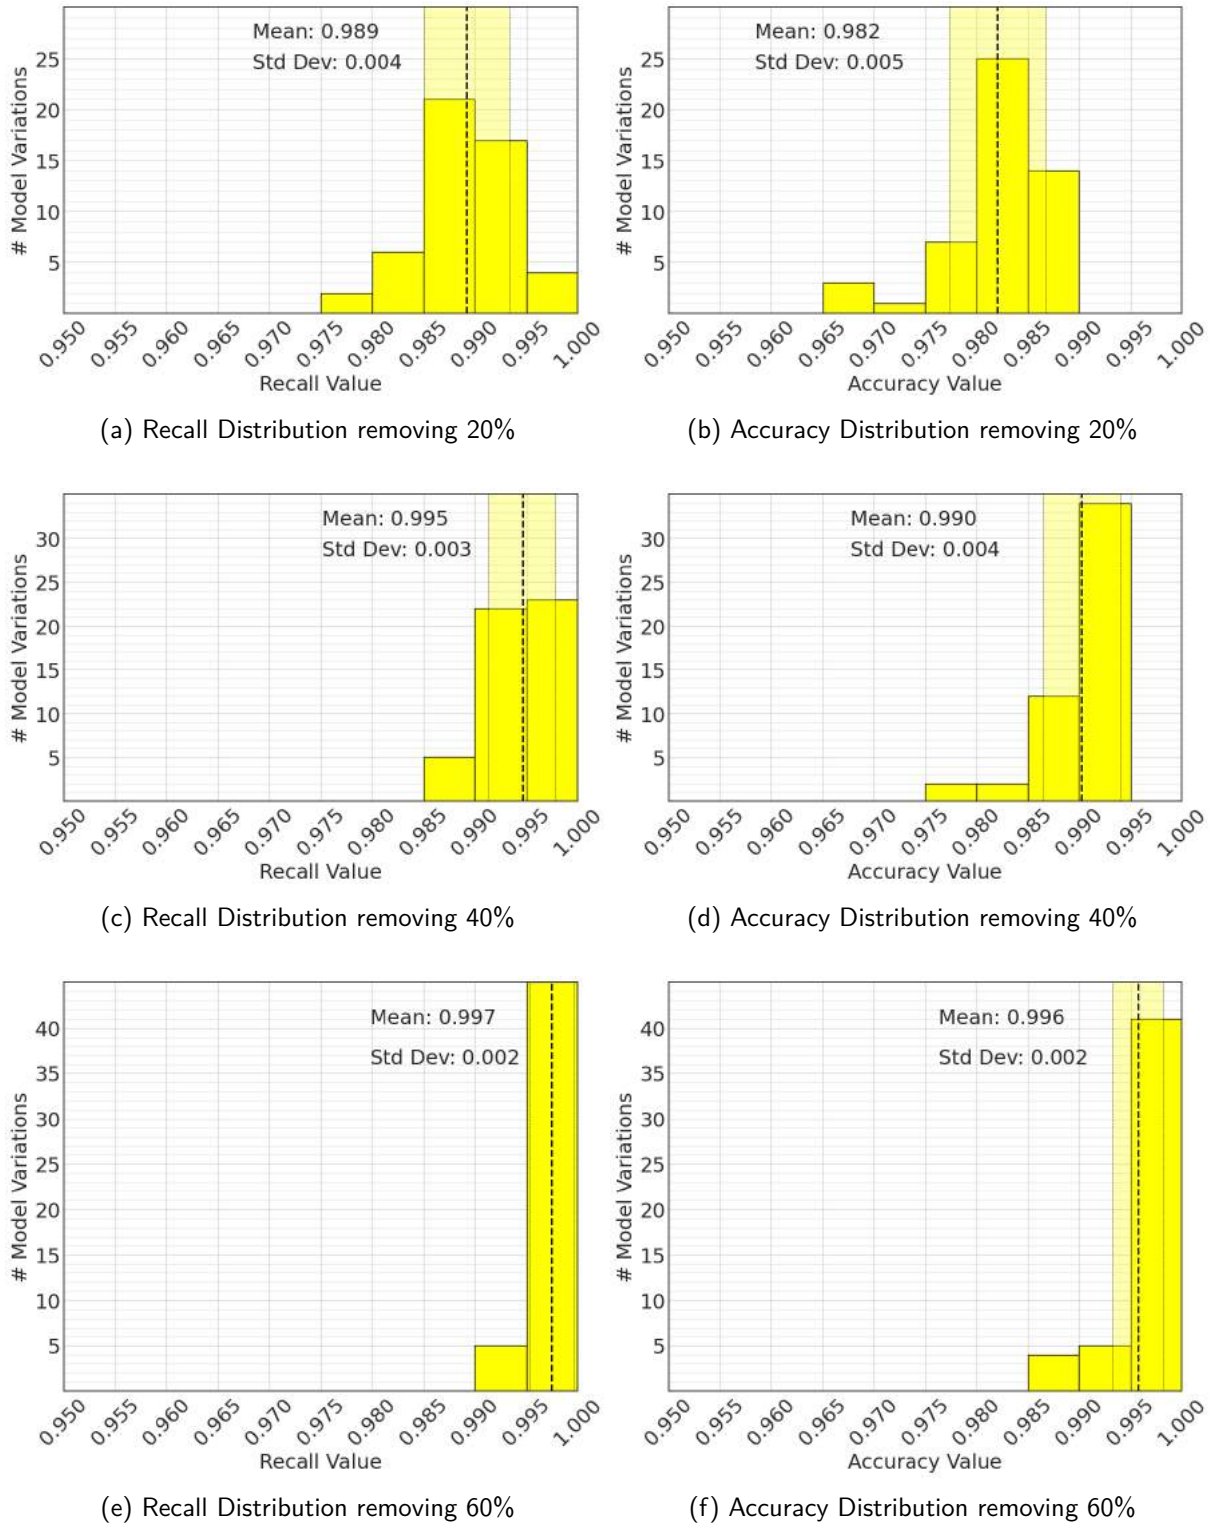 Mean: 0.989
Std Dev: 0.004
# Model Variations
25
20
15
10
5
0.950 0.955 0.960 0.965 0.970 0.975 0.980 0.985 0.990 0.995 1.000
Recall Value
(a) Recall Distribution removing 20%
Mean: 0.982
Std Dev: 0.005
# Model Variations
25
20
15
10
5
0.950 0.955 0.960 0.965 0.970 0.975 0.980 0.985 0.990 0.995 1.000
Accuracy Value
(b) Accuracy Distribution removing 20%
Mean: 0.995
Std Dev: 0.003
# Model Variations
30
25
20
15
10
5
0.950 0.955 0.960 0.965 0.970 0.975 0.980 0.985 0.990 0.995 1.000
Recall Value
(c) Recall Distribution removing 40%
Mean: 0.990
Std Dev: 0.004
# Model Variations
30
25
20
15
10
5
0.950 0.955 0.960 0.965 0.970 0.975 0.980 0.985 0.990 0.995 1.000
Accuracy Value
(d) Accuracy Distribution removing 40%
Mean: 0.997
Std Dev: 0.002
# Model Variations
40
35
30
25
20
15
10
5
0.950 0.955 0.960 0.965 0.970 0.975 0.980 0.985 0.990 0.995 1.000
Recall Value
(e) Recall Distribution removing 60%
Mean: 0.996
Std Dev: 0.002
# Model Variations
40
35
30
25
20
15
10
5
0.950 0.955 0.960 0.965 0.970 0.975 0.980 0.985 0.990 0.995 1.000
Accuracy Value
(f) Accuracy Distribution removing 60%